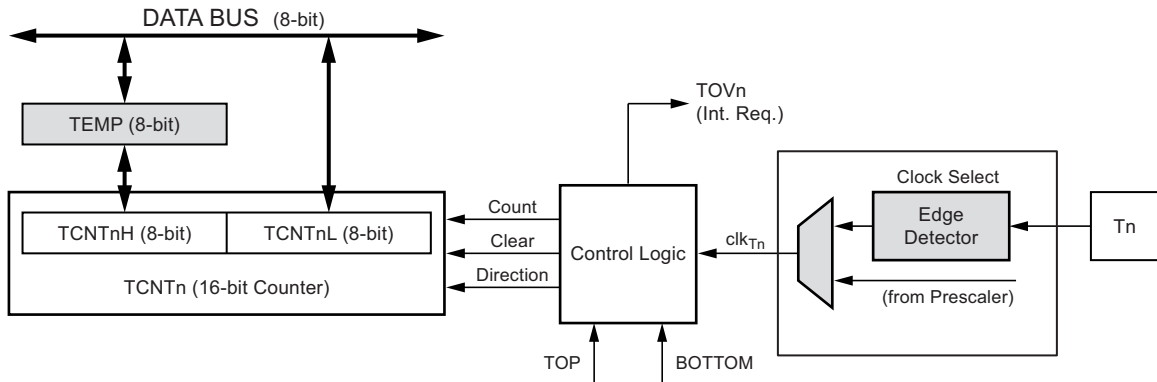 DATA BUS (8-bit)
TEMP (8-bit)
TCNTnH (8-bit)
TCNTnL (8-bit)
TCNTn (16-bit Counter)
Count
Clear
Direction
TOVn
(Int. Req.)
Control Logic
TOP
BOTTOM
clkTn
Clock Select
Edge
Detector
(from Prescaler)
Tn